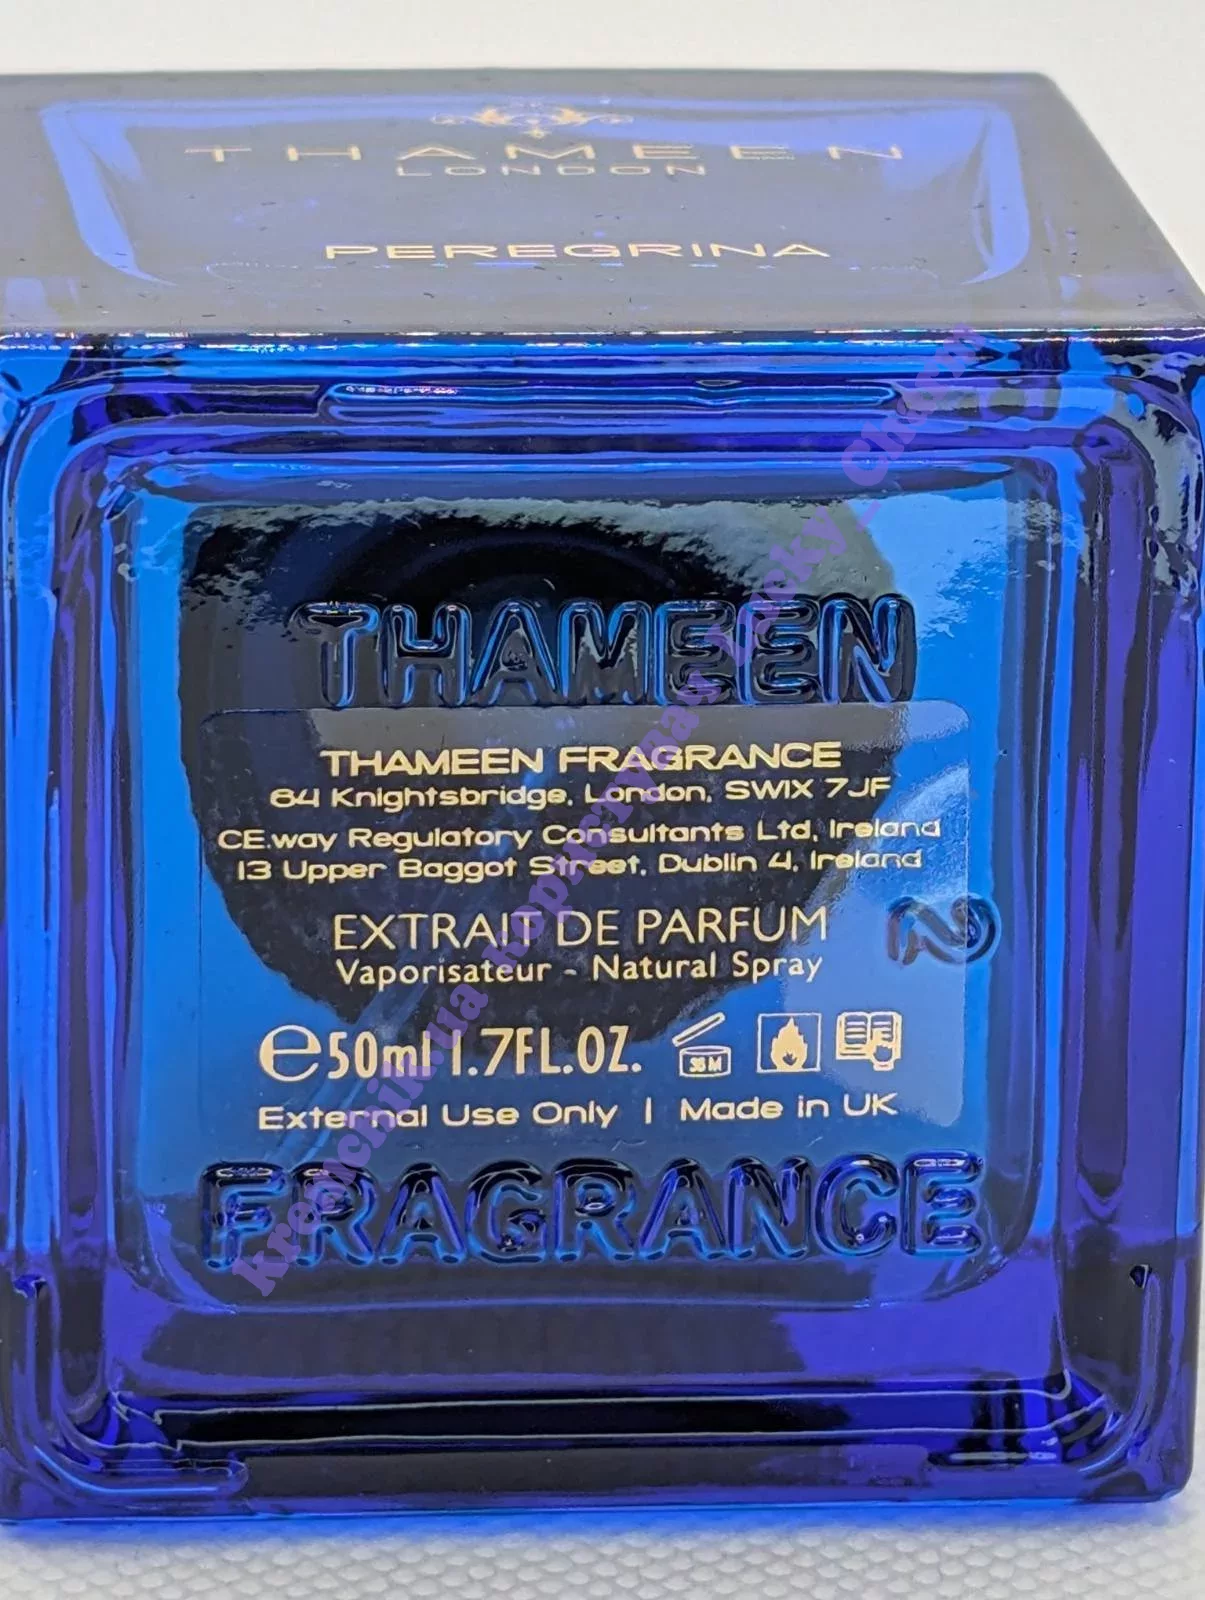 THAMEEN
LONDON
PEREGRINA
THAMEEN
THAMEEN FRAGRANCE
64 Knightsbridge, London, SW1X 7JF
CE.way Regulatory Consultants Ltd, Ireland
13 Upper Baggot Street, Dublin 4, Ireland
2
EXTRAIT DE PARFUM
Vaporisateur - Natural Spray
℮50ml 1.7FL.OZ.
36M
External Use Only | Made in UK
FRAGRANCE